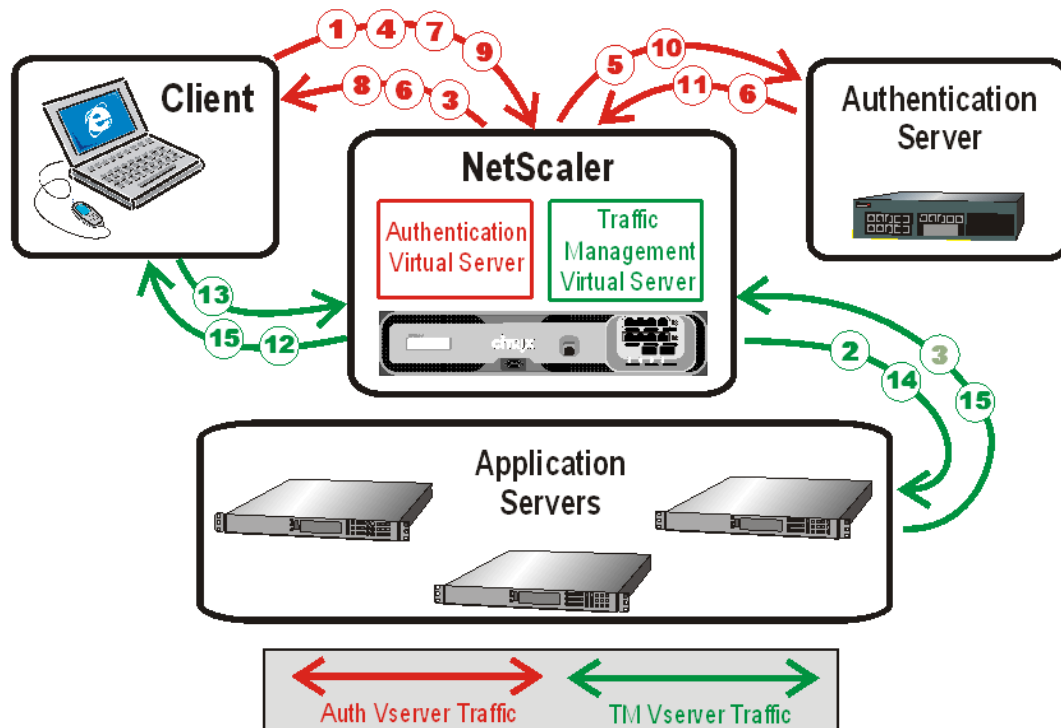 1 4 7 9
8 6 3
5 10
11 6
Client
Authentication
Server
NetScaler
Authentication
Virtual Server
Traffic
Management
Virtual Server
citrix
13
15 12
2
14
3
15
Application
Servers
Auth Vserver Traffic
TM Vserver Traffic